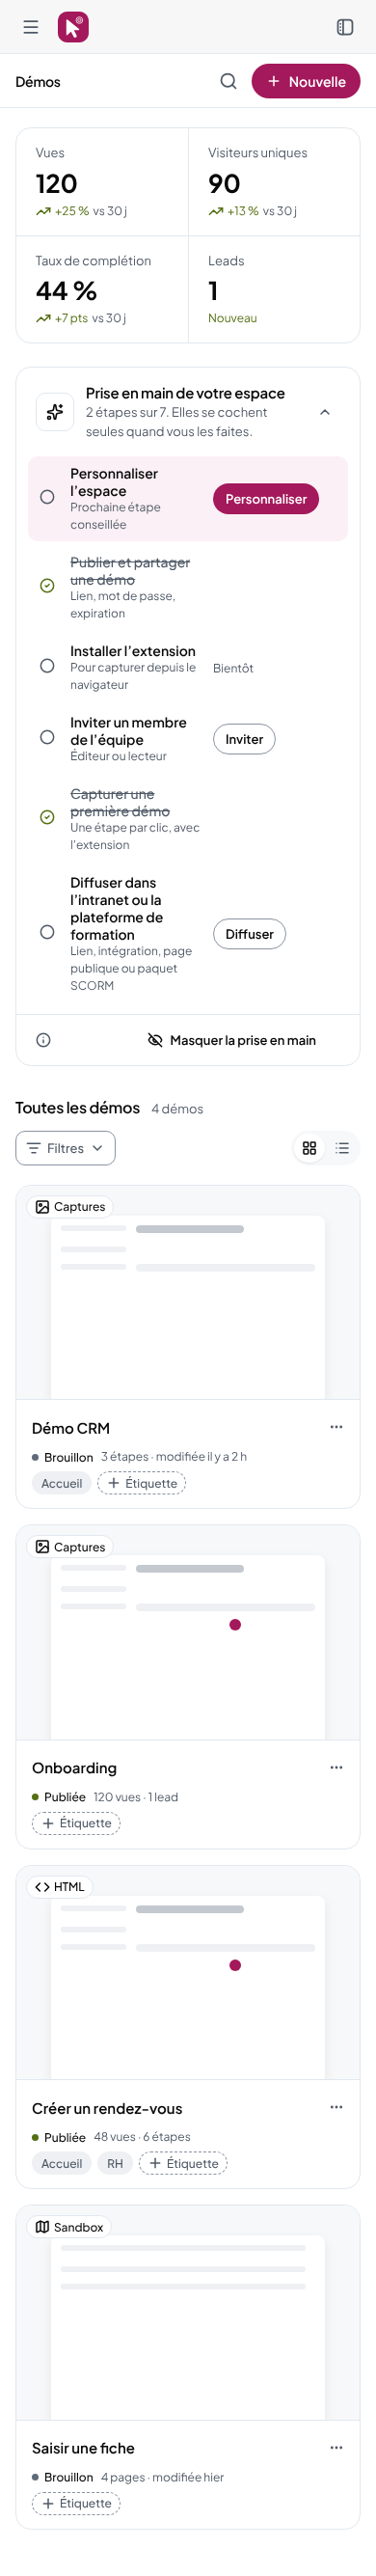 Démos
Nouvelle
Vues
120
+25 % vs 30 j
Visiteurs uniques
90
+13 % vs 30 j
Taux de complétion
44 %
+7 pts vs 30 j
Leads
1
Nouveau
Prise en main de votre espace
2 étapes sur 7. Elles se cochent
seules quand vous les faites.
Personnaliser
l’espace
Prochaine étape
conseillée
Personnaliser
Publier et partager
une démo
Lien, mot de passe,
expiration
Installer l’extension
Pour capturer depuis le
navigateur
Bientôt
Inviter un membre
de l’équipe
Éditeur ou lecteur
Inviter
Capturer une
première démo
Une étape par clic, avec
l’extension
Diffuser dans
l’intranet ou la
plateforme de
formation
Lien, intégration, page
publique ou paquet
SCORM
Diffuser
Masquer la prise en main
Toutes les démos 4 démos
Filtres
Captures
Démo CRM
Brouillon 3 étapes · modifiée il y a 2 h
Accueil
Étiquette
Captures
Onboarding
Publiée 120 vues · 1 lead
Étiquette
HTML
Créer un rendez-vous
Publiée 48 vues · 6 étapes
Accueil
RH
Étiquette
Sandbox
Saisir une fiche
Brouillon 4 pages · modifiée hier
Étiquette